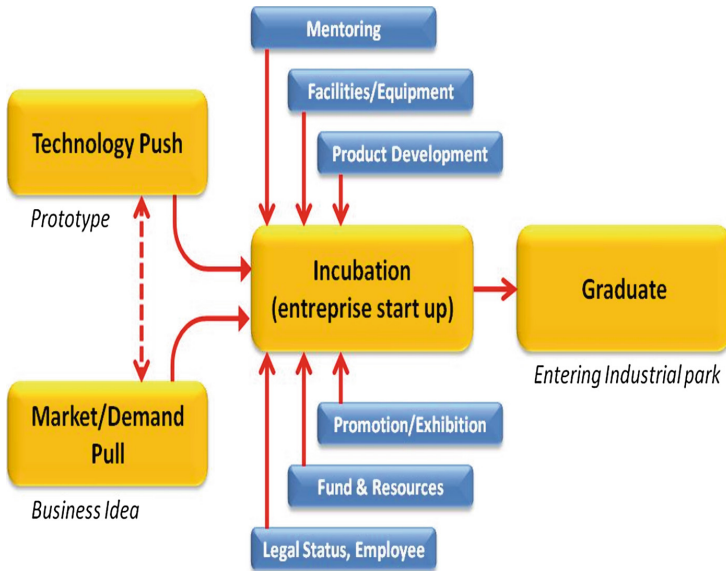 Mentoring
Facilities/Equipment
Product Development
Technology Push
Prototype
Incubation
(entreprise start up)
Graduate
Entering Industrial park
Market/Demand
Pull
Business Idea
Promotion/Exhibition
Fund & Resources
Legal Status, Employee